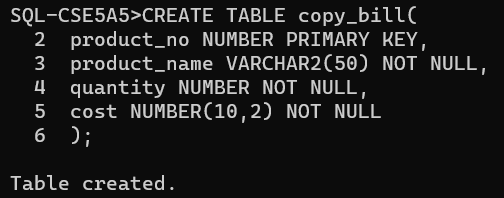 SQL-CSE5A5>CREATE TABLE copy_bill(
  2  product_no NUMBER PRIMARY KEY,
  3  product_name VARCHAR2(50) NOT NULL,
  4  quantity NUMBER NOT NULL,
  5  cost NUMBER(10,2) NOT NULL
  6  );
Table created.